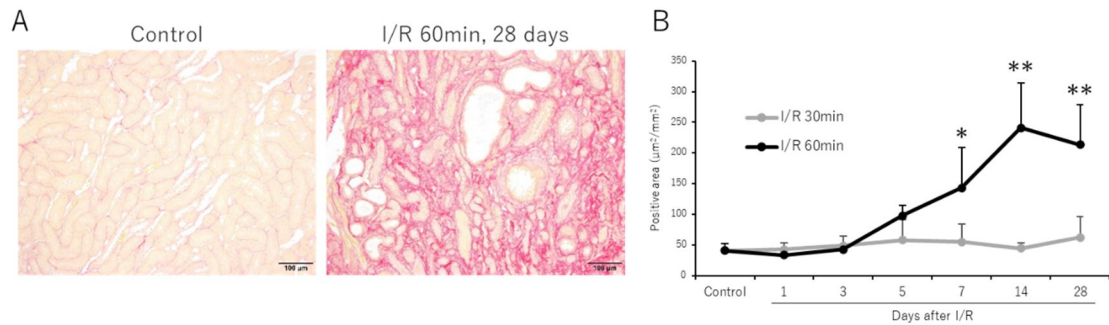 A
Control
I/R 60min, 28 days
100 μm
100 μm
B
350
300
250
200
150
100
50
0
Positive area (μm²/mm²)
I/R 30min
I/R 60min
*
**
**
Control
1
3
5
7
14
28
Days after I/R